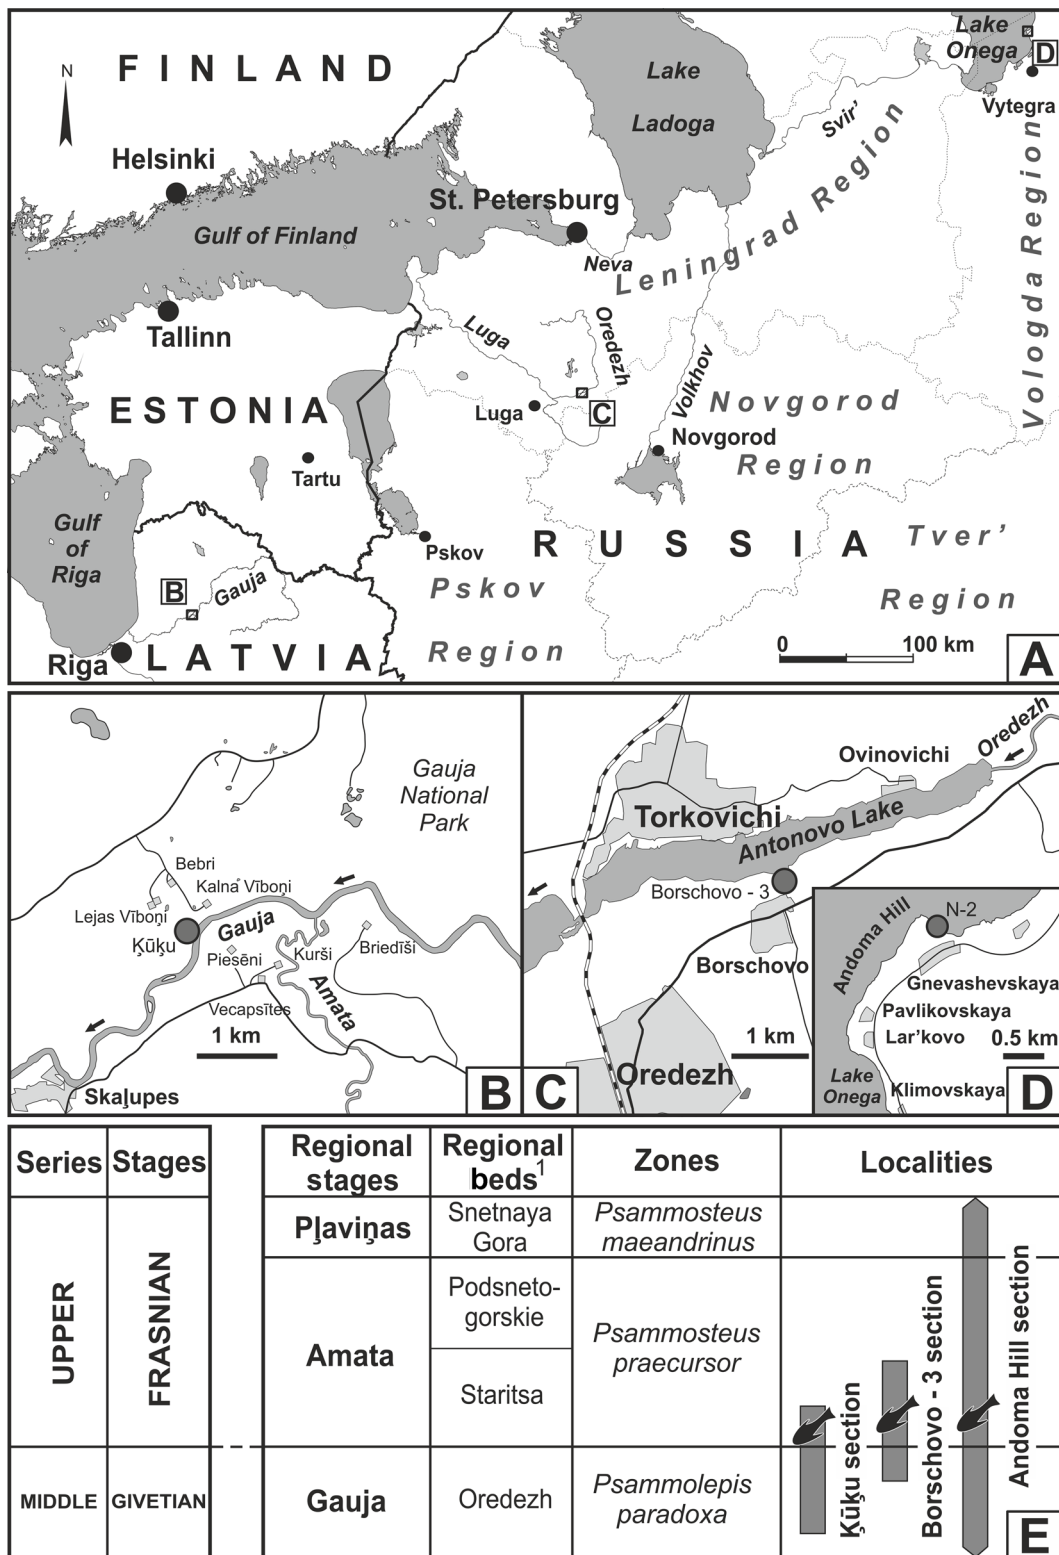 FINLAND
N
Lake
Ladoga
Lake
Onega
D
Vytegra
Svir’
Helsinki
St. Petersburg
Gulf of Finland
Neva
Leningrad Region
Vologda Region
Tallinn
Luga
Oredezh
Volkhov
ESTONIA
Luga
C
Novgorod
Novgorod
Region
Tartu
Gulf
of
Riga
Pskov
RUSSIA
Tver’
B
Gauja
Pskov
Region
Region
0
100 km
Riga
LATVIA
A
Gauja
National
Park
Bebri
Kalna Vīboņi
Lejas Vīboņi
Ķūķu
Gauja
Piesēni
Kurši
Briedīši
Amata
Vecapsītes
1 km
Skaļupes
B
Oredezh
Ovinovichi
Torkovichi
Antonovo Lake
Borschovo - 3
Borschovo
1 km
Oredezh
C
Andoma Hill
N-2
Gnevashevskaya
Pavlikovskaya
Lar’kovo
0.5 km
Lake
Onega
Klimovskaya
D
Series
Stages
Regional
stages
Regional
beds1
Zones
Localities
UPPER
FRASNIAN
Pļaviņas
Snetnaya
Gora
Psammosteus
maeandrinus
Amata
Podsneto-
gorskie
Staritsa
Psammosteus
praecursor
MIDDLE
GIVETIAN
Gauja
Oredezh
Psammolepis
paradoxa
Ķūķu section
Borschovo - 3 section
Andoma Hill section
E